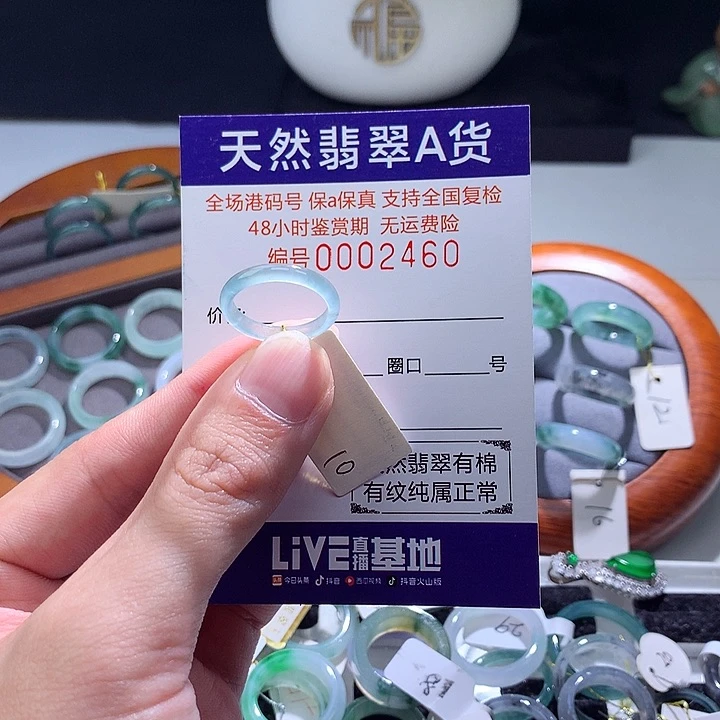 天然翡翠A货
全场港码号 保a保真 支持全国复检
48小时鉴赏期 无运费险
编号0002460
价
圈口 号
然翡翠有棉
有纹纯属正常
LiVE直播基地
今日头条 抖音 西瓜视频 抖音火山版
10
12
16
29